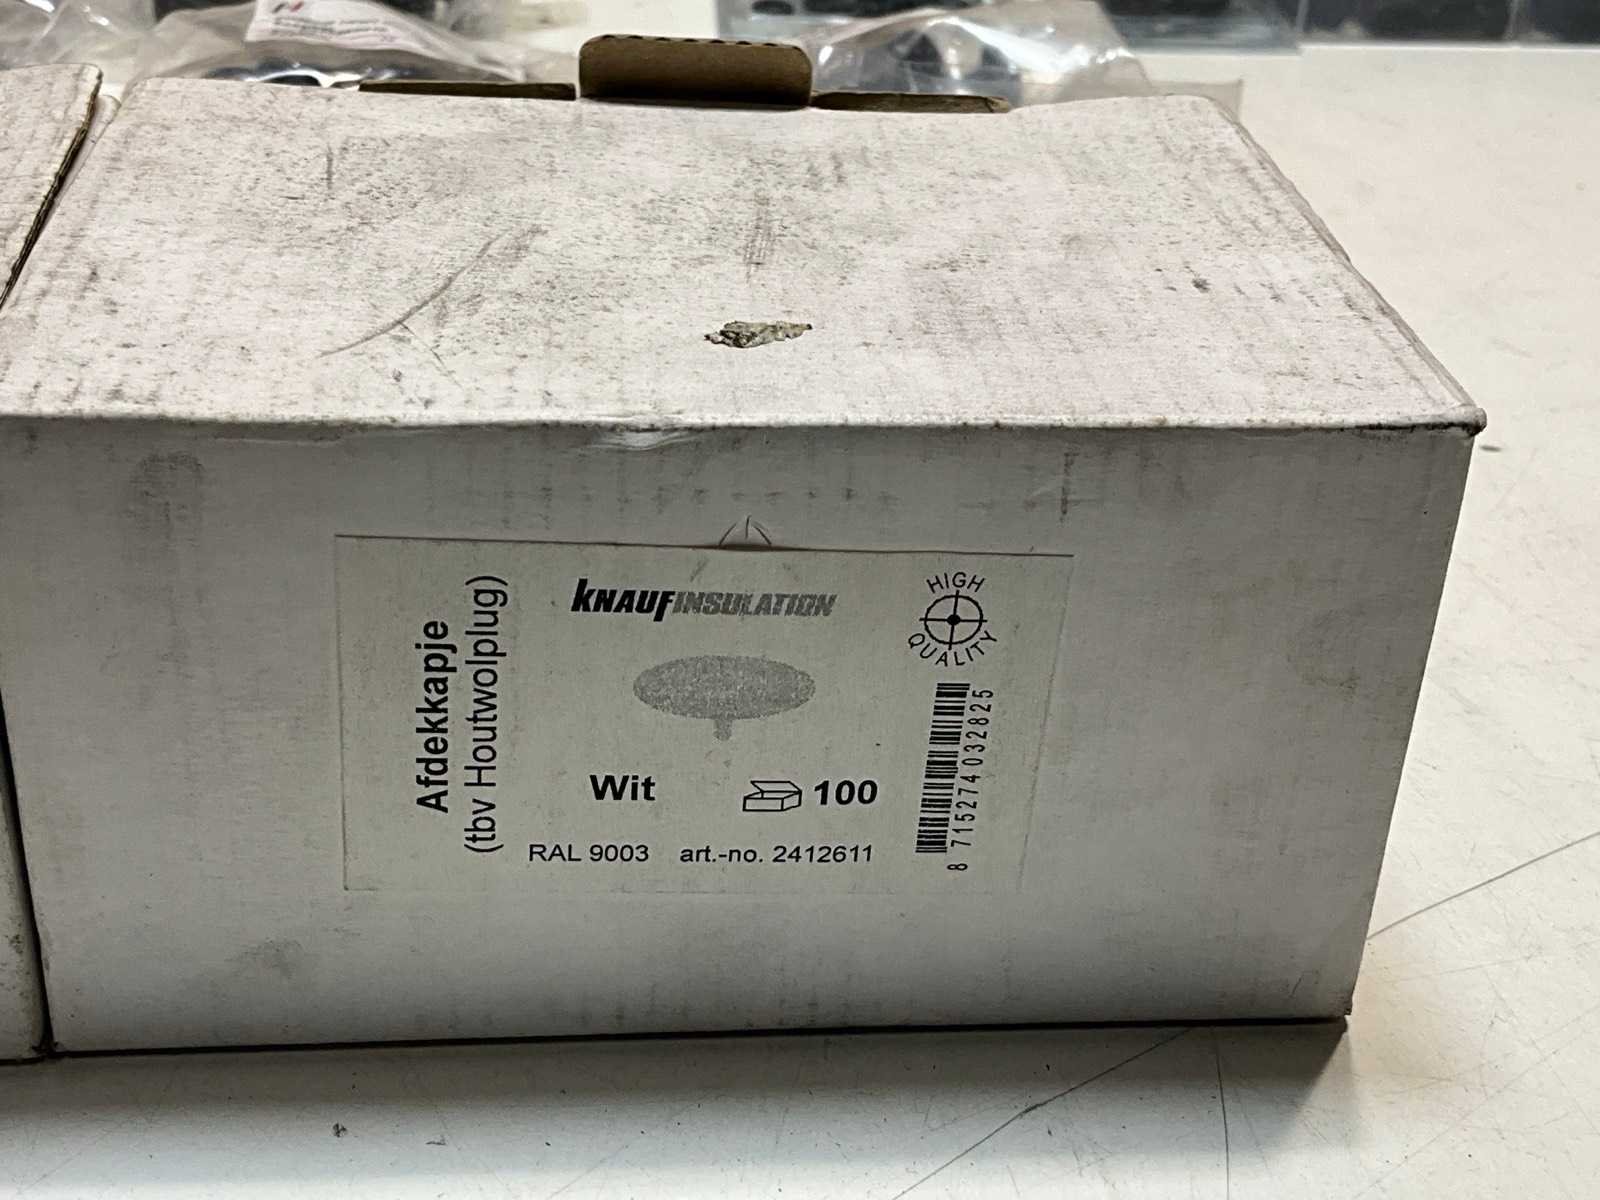 Afdekkapje
(tbv Houtwolplug)
KNAUFINSULATION
HIGH
QUALITY
Wit
100
RAL 9003 art.-no. 2412611
8 715274 032825